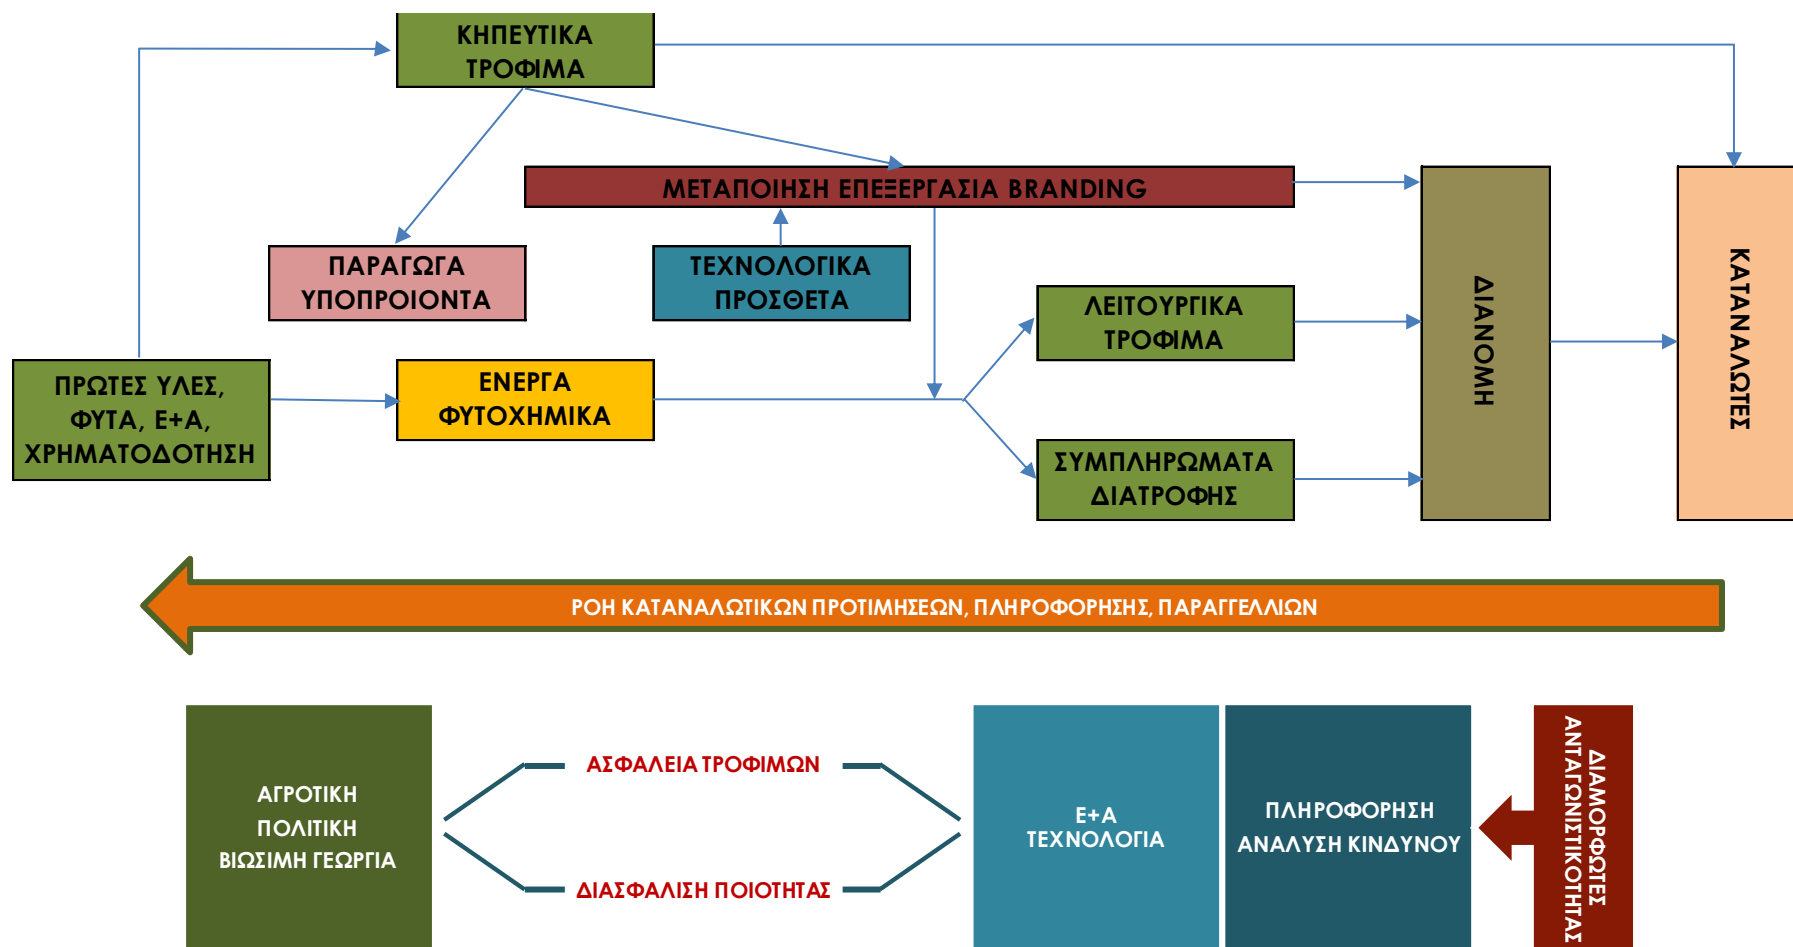 ΚΗΠΕΥΤΙΚΑ
ΤΡΟΦΙΜΑ
ΜΕΤΑΠΟΙΗΣΗ ΕΠΕΞΕΡΓΑΣΙΑ BRANDING
ΠΑΡΑΓΩΓΑ
ΥΠΟΠΡΟΙΟΝΤΑ
ΤΕΧΝΟΛΟΓΙΚΑ
ΠΡΟΣΘΕΤΑ
ΛΕΙΤΟΥΡΓΙΚΑ
ΤΡΟΦΙΜΑ
ΔΙΑΝΟΜΗ
ΚΑΤΑΝΑΛΩΤΕΣ
ΠΡΩΤΕΣ ΥΛΕΣ,
ΦΥΤΑ, Ε+Α,
ΧΡΗΜΑΤΟΔΟΤΗΣΗ
ΕΝΕΡΓΑ
ΦΥΤΟΧΗΜΙΚΑ
ΣΥΜΠΛΗΡΩΜΑΤΑ
ΔΙΑΤΡΟΦΗΣ
ΡΟΗ ΚΑΤΑΝΑΛΩΤΙΚΩΝ ΠΡΟΤΙΜΗΣΕΩΝ, ΠΛΗΡΟΦΟΡΗΣΗΣ, ΠΑΡΑΓΓΕΛΛΙΩΝ
ΑΓΡΟΤΙΚΗ
ΠΟΛΙΤΙΚΗ
ΒΙΩΣΙΜΗ ΓΕΩΡΓΙΑ
ΑΣΦΑΛΕΙΑ ΤΡΟΦΙΜΩΝ
ΔΙΑΣΦΑΛΙΣΗ ΠΟΙΟΤΗΤΑΣ
Ε+Α
ΤΕΧΝΟΛΟΓΙΑ
ΠΛΗΡΟΦΟΡΗΣΗ
ΑΝΑΛΥΣΗ ΚΙΝΔΥΝΟΥ
ΔΙΑΜΟΡΦΩΤΕΣ
ΑΝΤΑΓΩΝΙΣΤΙΚΟΤΗΤΑΣ